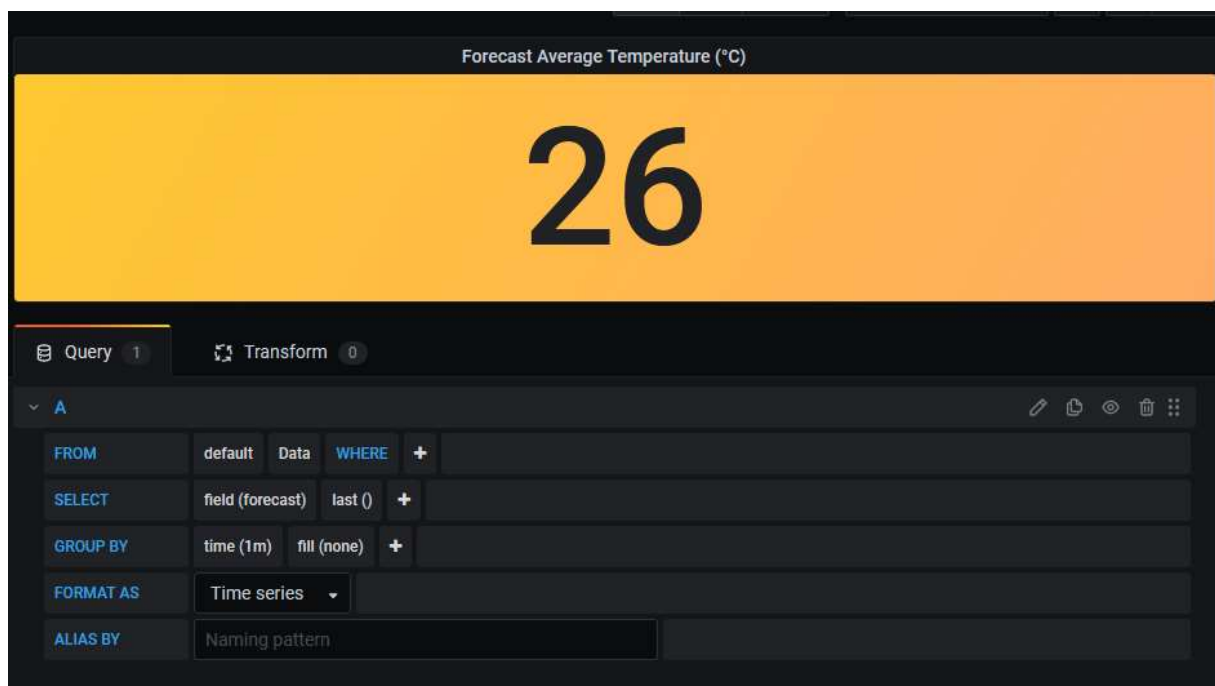 Forecast Average Temperature (°C)
26
Query 1 Transform 0
A
FROM default Data WHERE +
SELECT field (forecast) last () +
GROUP BY time (1m) fill (none) +
FORMAT AS Time series
ALIAS BY Naming pattern